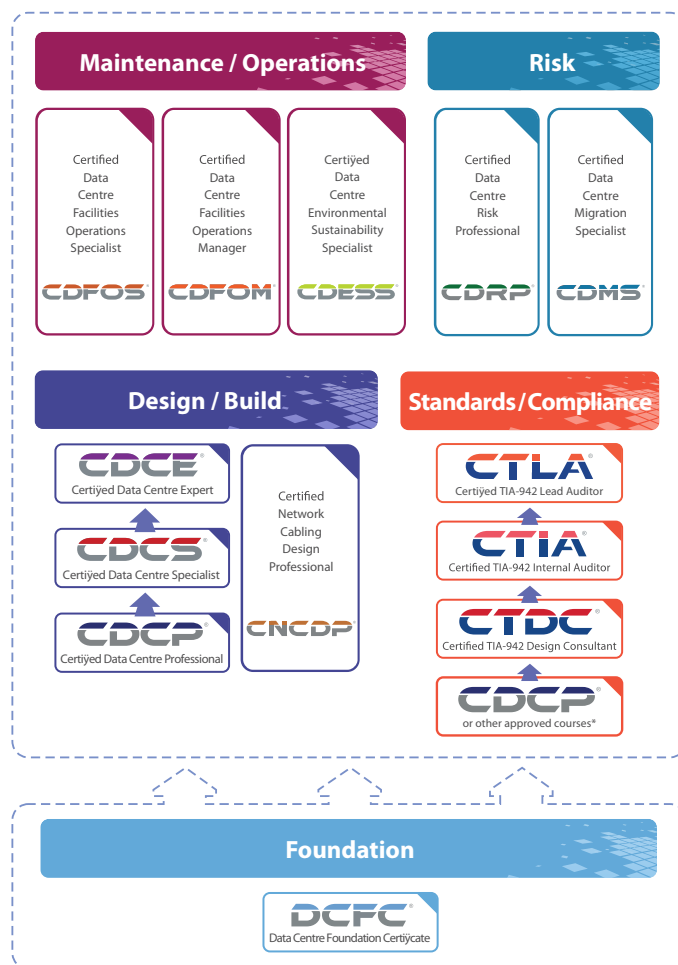 Maintenance / Operations
Risk
Certified
Data
Centre
Facilities
Operations
Specialist
CDFOS®
Certified
Data
Centre
Facilities
Operations
Manager
CDFOM®
Certiÿed
Data
Centre
Environmental
Sustainability
Specialist
CDESS®
Certified
Data
Centre
Risk
Professional
CDRP®
Certified
Data
Centre
Migration
Specialist
CDMS®
Design / Build
Standards/Compliance
CDCE®
Certiÿed Data Centre Expert
CDCS®
Certiÿed Data Centre Specialist
CDCP®
Certiÿed Data Centre Professional
Certified
Network
Cabling
Design
Professional
CNCDP®
CTLA®
Certiÿed TIA-942 Lead Auditor
CTIA®
Certified TIA-942 Internal Auditor
CTDC®
Certified TIA-942 Design Consultant
CDCP®
or other approved courses*
Foundation
DCFC®
Data Centre Foundation Certiÿcate